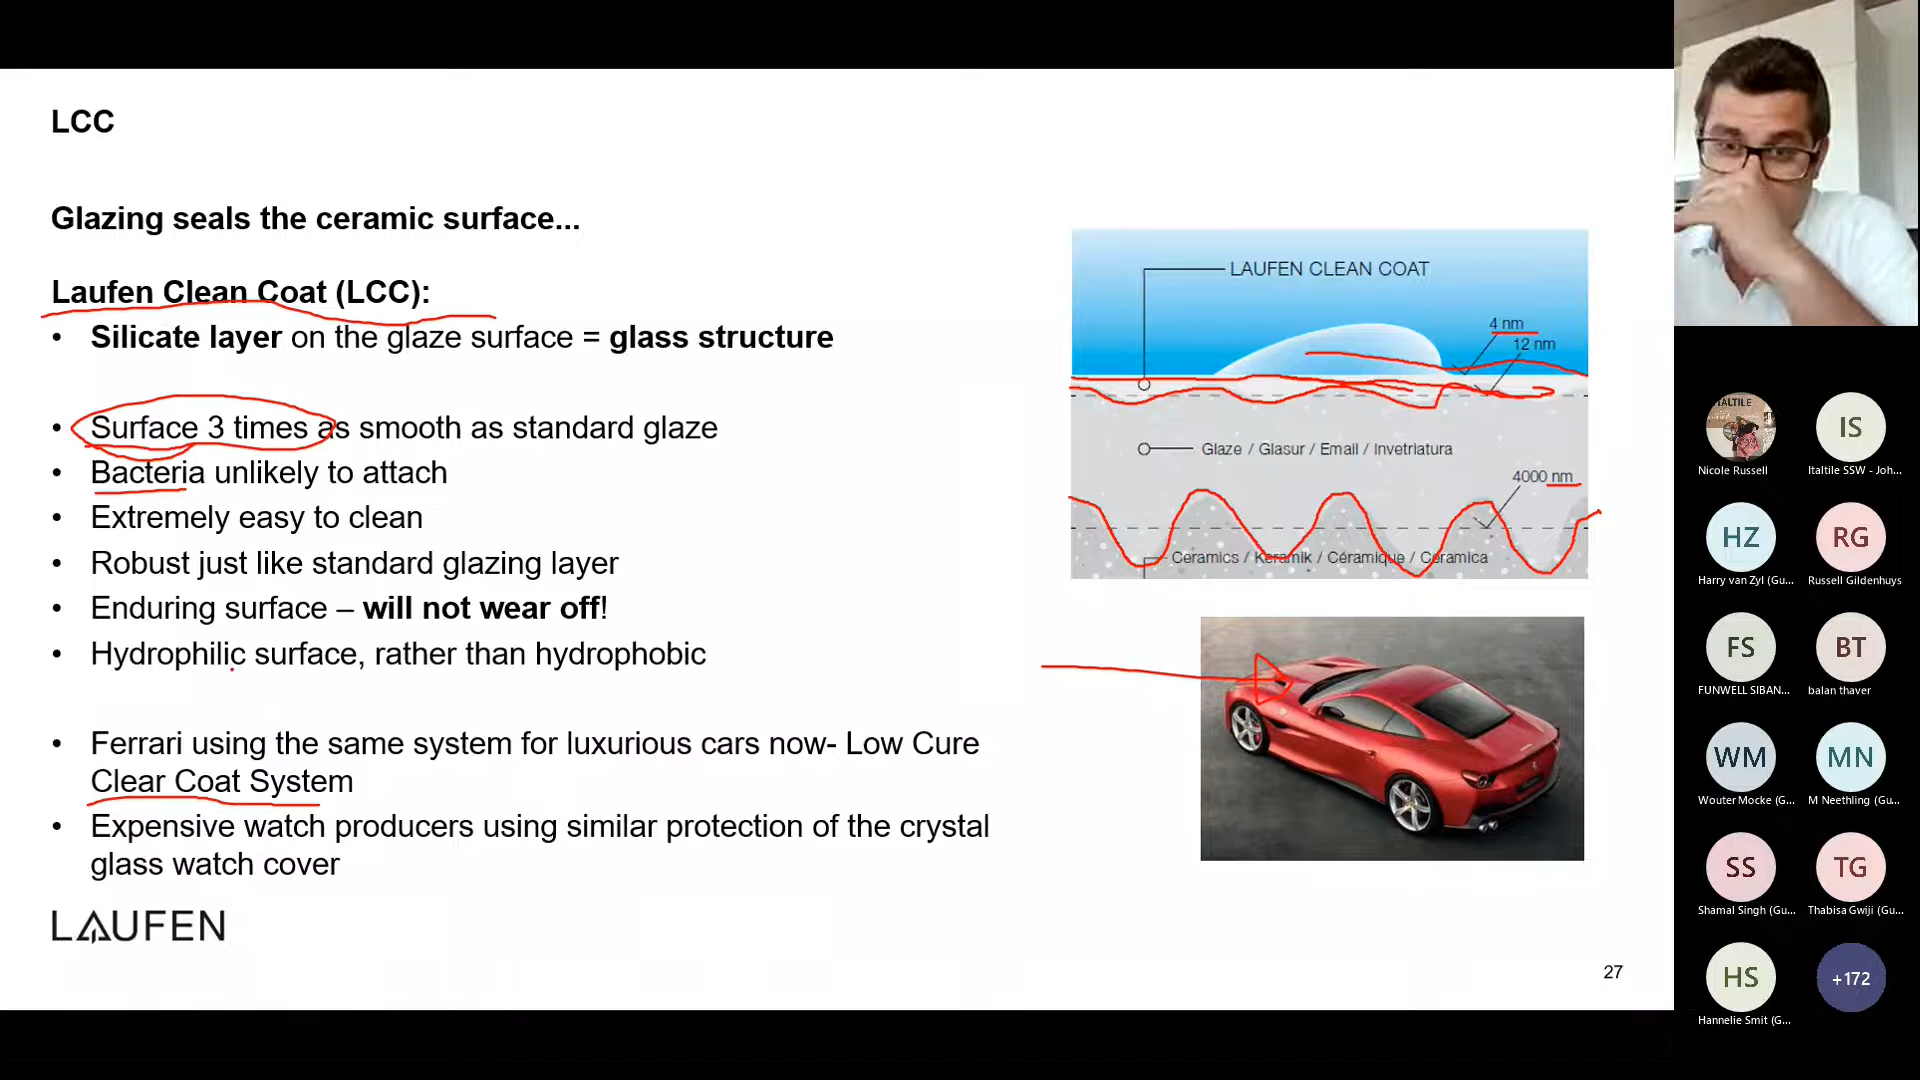 LCC
Glazing seals the ceramic surface...
Laufen Clean Coat (LCC):
• Silicate layer on the glaze surface = glass structure
• Surface 3 times as smooth as standard glaze
• Bacteria unlikely to attach
• Extremely easy to clean
• Robust just like standard glazing layer
• Enduring surface – will not wear off!
• Hydrophilic surface, rather than hydrophobic
• Ferrari using the same system for luxurious cars now- Low Cure
Clear Coat System
• Expensive watch producers using similar protection of the crystal
glass watch cover
LAUFEN
LAUFEN CLEAN COAT
4 nm
12 nm
Glaze / Glasur / Email / Invetriatura
4000 nm
Ceramics / Keramik / Céramique / Ceramica
27
ITALTILE
Nicole Russell
IS
Italtile SSW - Joh...
HZ
Harry van Zyl (Gu...
RG
Russell Gildenhuys
FS
FUNWELL SIBAN...
BT
balan thaver
WM
Wouter Mocke (G...
MN
M Neethling (Gu...
SS
Shamal Singh (Gu...
TG
Thabisa Gwiji (Gu...
HS
Hannelie Smit (G...
+172